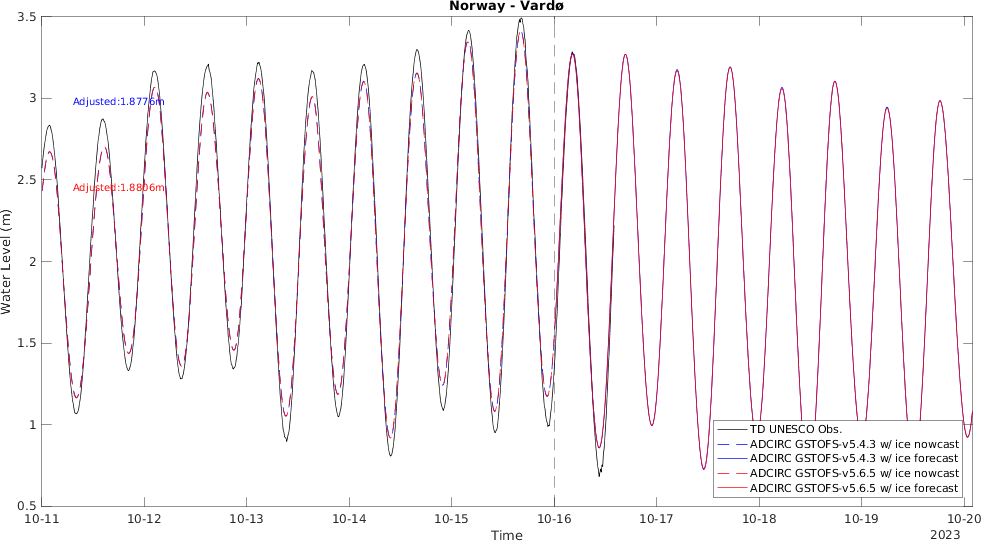 Norway - Vardø
3.5
3
2.5
2
1.5
1
0.5
Water Level (m)
Adjusted:1.8776m
Adjusted:1.8806m
TD UNESCO Obs.
ADCIRC GSTOFS-v5.4.3 w/ ice nowcast
ADCIRC GSTOFS-v5.4.3 w/ ice forecast
ADCIRC GSTOFS-v5.6.5 w/ ice nowcast
ADCIRC GSTOFS-v5.6.5 w/ ice forecast
10-11 10-12 10-13 10-14 10-15 10-16 10-17 10-18 10-19 10-20
Time
2023